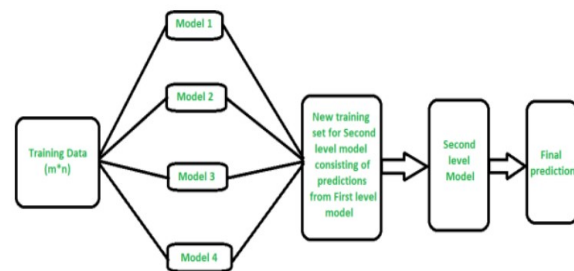 Model 1
Model 2
Model 3
Model 4
Training Data
(m*n)
New training
set for Second
level model
consisting of
predictions
from First level
model
Second
level
Model
Final
prediction